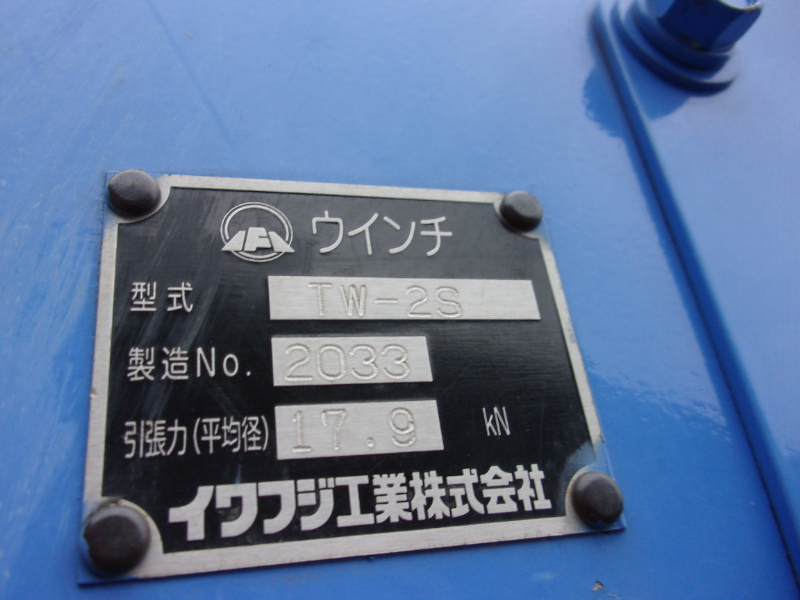 ウインチ
型式 TW-2S
製造No. 2033
引張力(平均径) 17.9 kN
イワフジ工業株式会社